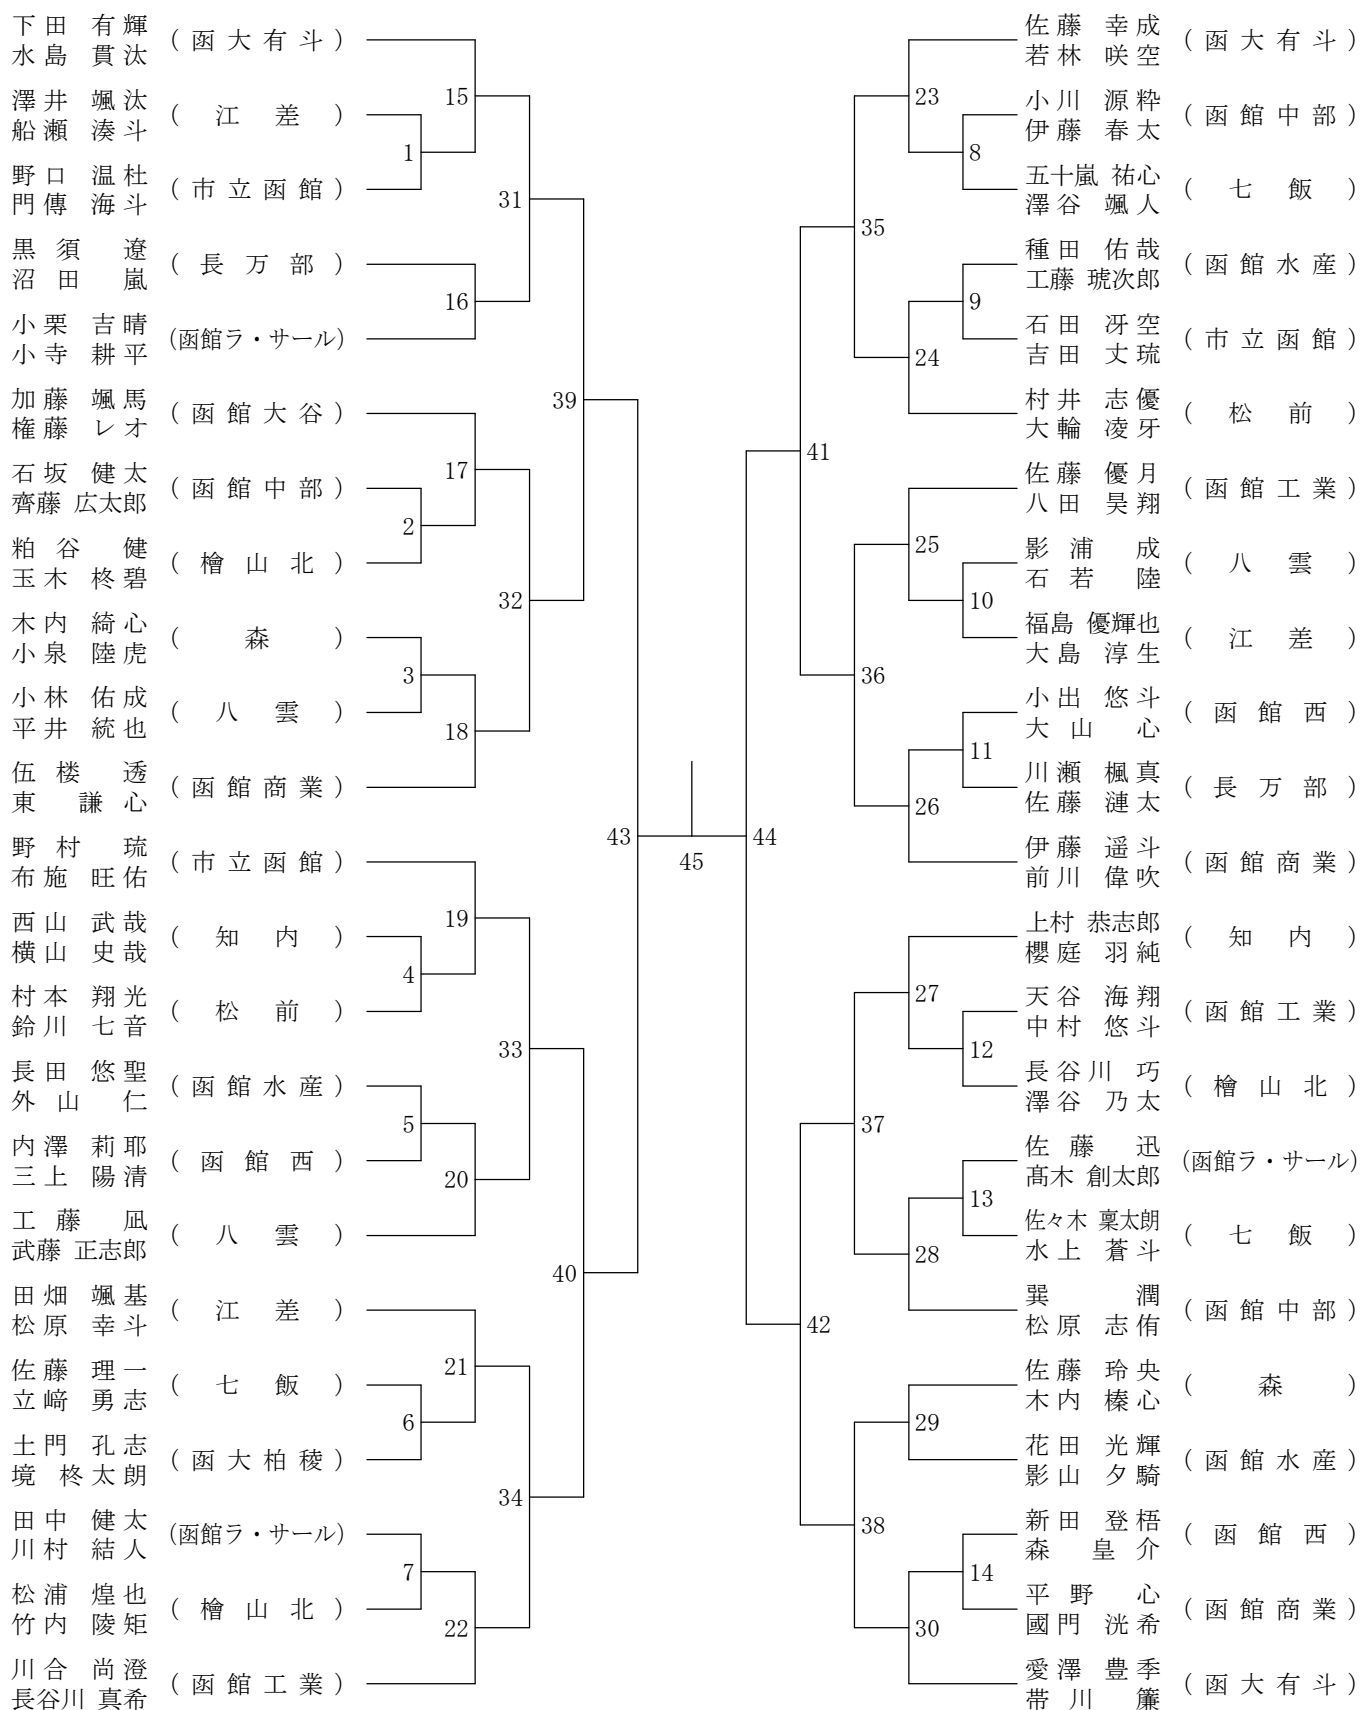 下田 有輝
水島 貫汰 (函大有斗)
澤井 颯汰
船瀬 湊斗 (江差)
野口 温杜
門傳 海斗 (市立函館)
黒須 遼
沼田 嵐 (長万部)
小栗 吉晴
小寺 耕平 (函館ラ・サール)
加藤 颯馬
権藤 レオ (函館大谷)
石坂 健太
齊藤 広太郎 (函館中部)
粕谷 健
玉木 柊碧 (檜山北)
木内 綺心
小泉 陸虎 (森)
小林 佑成
平井 統也 (八雲)
伍楼 透
東 謙心 (函館商業)
野村 琉
布施 旺佑 (市立函館)
西山 武哉
横山 史哉 (知内)
村本 翔光
鈴川 七音 (松前)
長田 悠聖
外山 仁 (函館水産)
内澤 莉耶
三上 陽清 (函館西)
工藤 凪
武藤 正志郎 (八雲)
田畑 颯基
松原 幸斗 (江差)
佐藤 理一
立﨑 勇志 (七飯)
土門 孔志
境 柊太朗 (函大柏稜)
田中 健太
川村 結人 (函館ラ・サール)
松浦 煌也
竹内 陵矩 (檜山北)
川合 尚澄
長谷川 真希 (函館工業)
15
1
31
16
39
17
2
32
3
18
43
19
4
33
5
20
40
21
6
34
7
22
45
44
23
8
35
9
24
41
25
10
36
11
26
27
12
37
13
28
42
29
38
14
30
佐藤 幸成
若林 咲空 (函大有斗)
小川 源粋
伊藤 春太 (函館中部)
五十嵐 祐心
澤谷 颯人 (七飯)
種田 佑哉
工藤 琥次郎 (函館水産)
石田 冴空
吉田 丈琉 (市立函館)
村井 志優
大輪 凌牙 (松前)
佐藤 優月
八田 昊翔 (函館工業)
影浦 成
石若 陸 (八雲)
福島 優輝也
大島 淳生 (江差)
小出 悠斗
大山 心 (函館西)
川瀬 楓真
佐藤 漣太 (長万部)
伊藤 遥斗
前川 偉吹 (函館商業)
上村 恭志郎
櫻庭 羽純 (知内)
天谷 海翔
中村 悠斗 (函館工業)
長谷川 巧
澤谷 乃太 (檜山北)
佐藤 迅
髙木 創太郎 (函館ラ・サール)
佐々木 稟太朗
水上 蒼斗 (七飯)
巽 潤
松原 志侑 (函館中部)
佐藤 玲央
木内 榛心 (森)
花田 光輝
影山 夕騎 (函館水産)
新田 登梧
森 皇介 (函館西)
平野 心
國門 洸希 (函館商業)
愛澤 豊季
帯川 簾 (函大有斗)